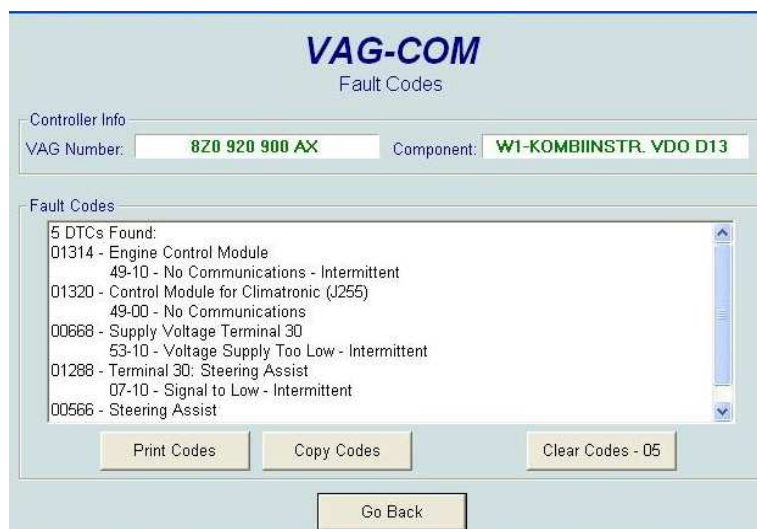 VAG-COM
Fault Codes
Controller Info
VAG Number: 8Z0 920 900 AX Component: W1-KOMBIINSTR. VDO D13
Fault Codes
5 DTCs Found:
01314 - Engine Control Module
49-10 - No Communications - Intermittent
01320 - Control Module for Climatronic (J255)
49-00 - No Communications
00668 - Supply Voltage Terminal 30
53-10 - Voltage Supply Too Low - Intermittent
01288 - Terminal 30: Steering Assist
07-10 - Signal to Low - Intermittent
00566 - Steering Assist
Print Codes Copy Codes Clear Codes - 05
Go Back